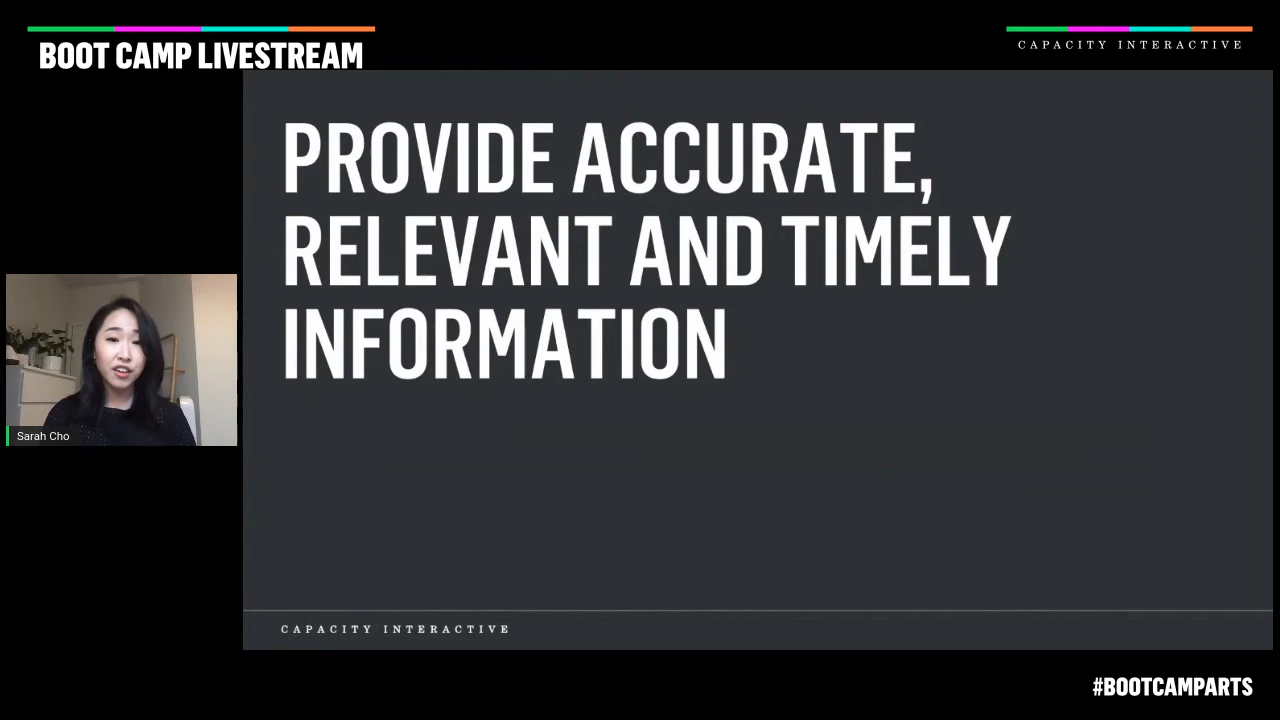 BOOT CAMP LIVESTREAM
CAPACITY INTERACTIVE
PROVIDE ACCURATE,
RELEVANT AND TIMELY
INFORMATION
Sarah Cho
CAPACITY INTERACTIVE
#BOOTCAMPARTS